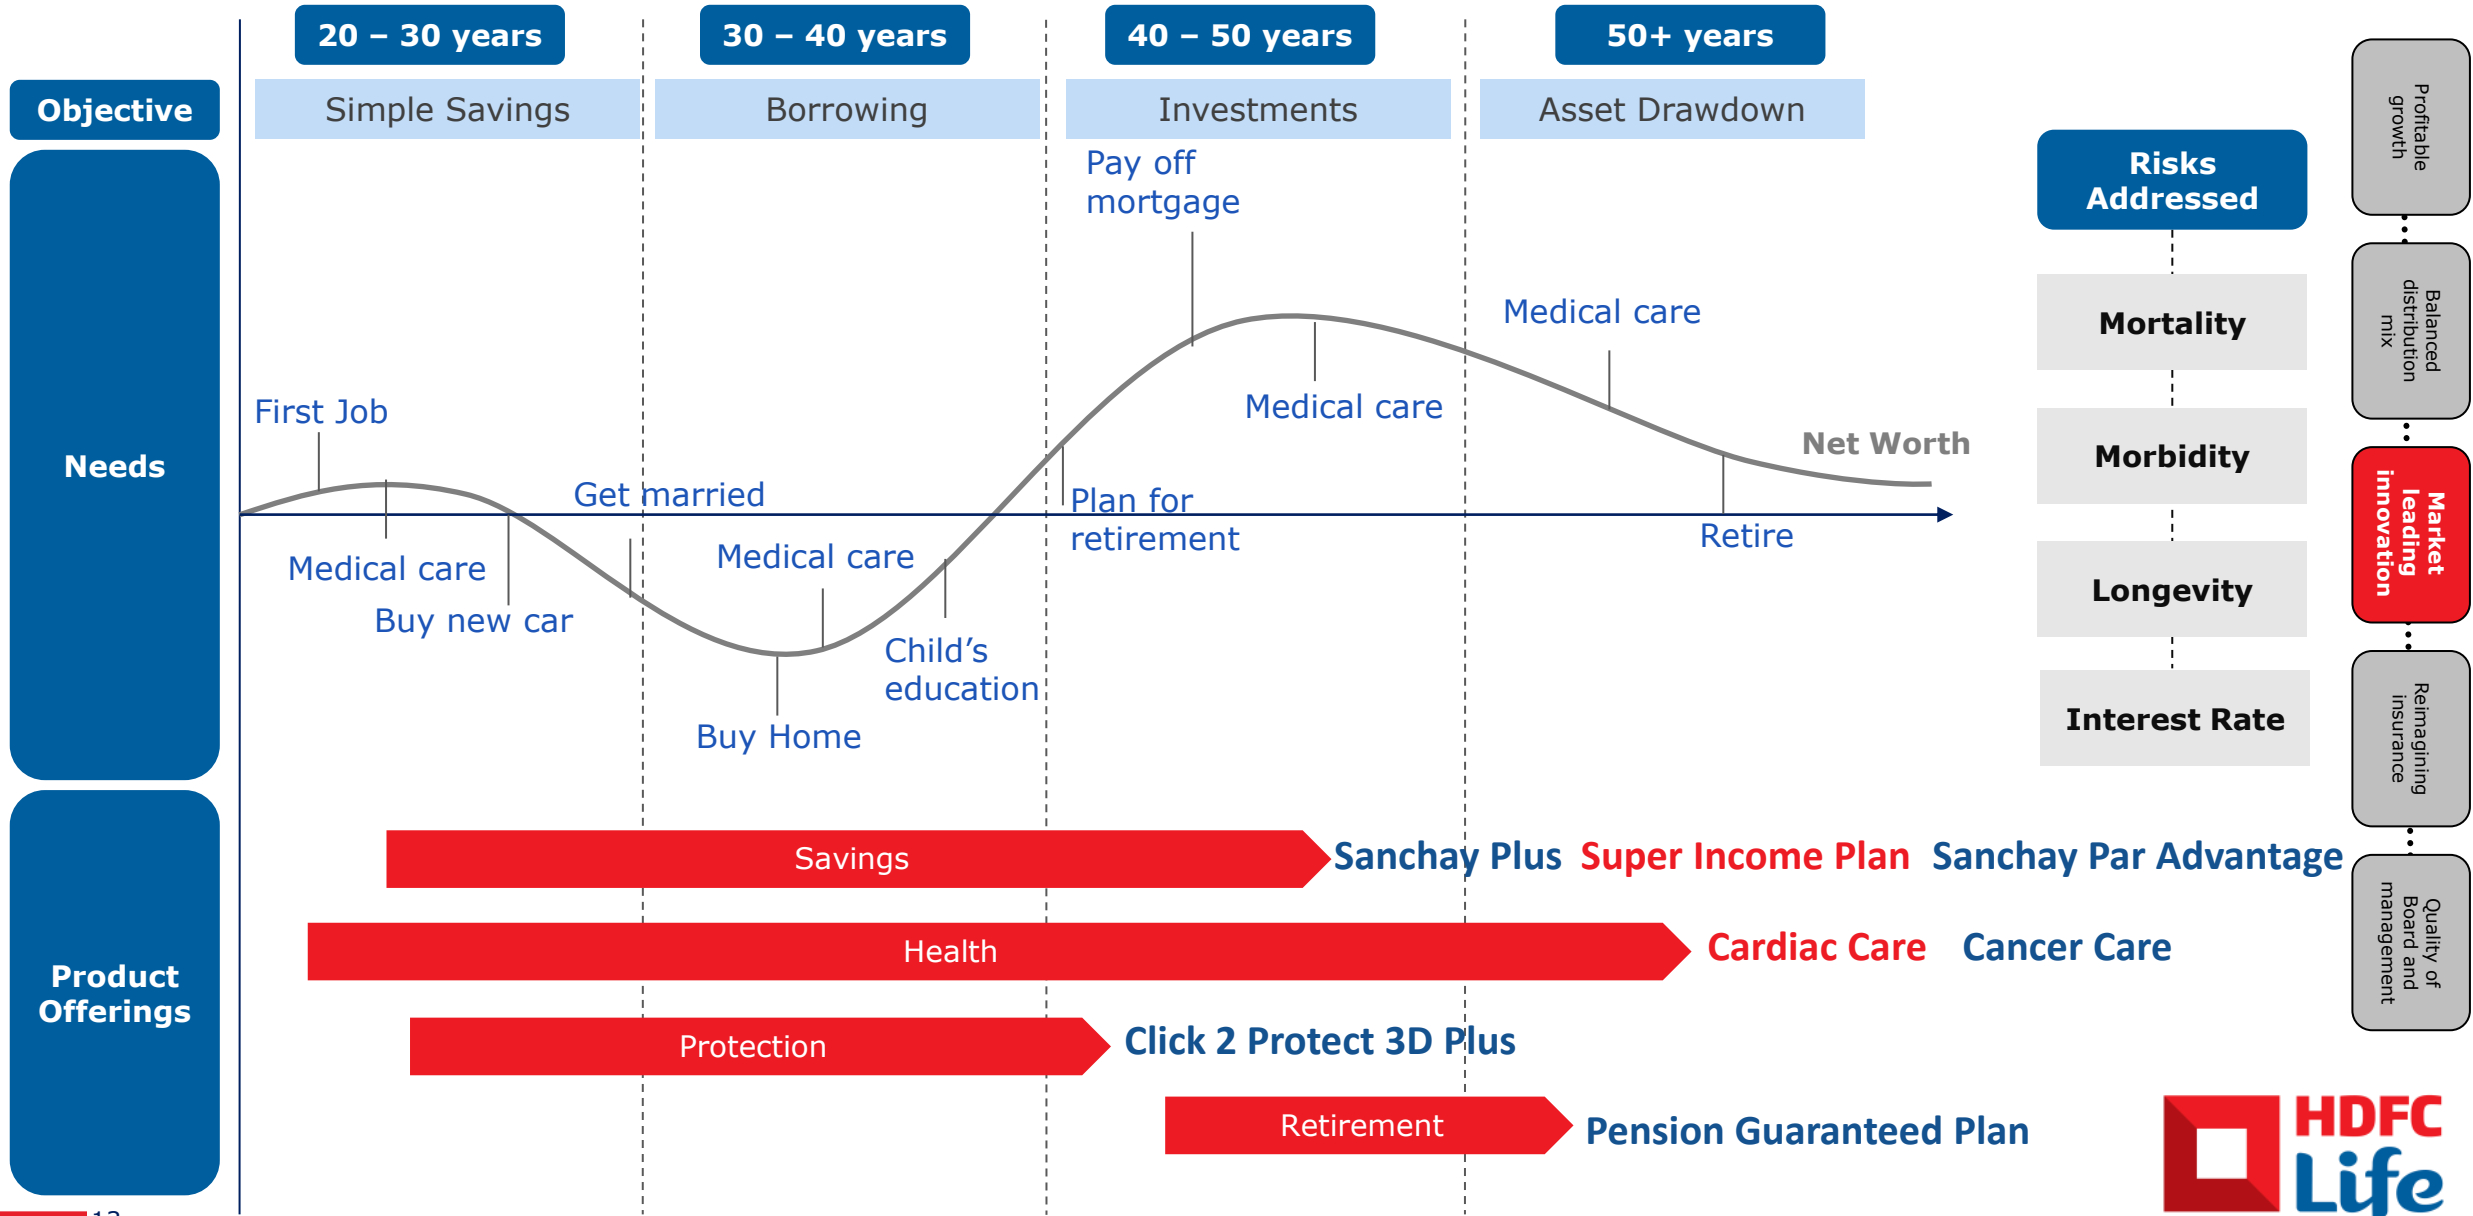 20 – 30 years
30 – 40 years
40 – 50 years
50+ years
Objective
Simple Savings
Borrowing
Investments
Asset Drawdown
Needs
First Job
Medical care
Buy new car
Get married
Buy Home
Medical care
Child’s
education
Plan for
retirement
Pay off
mortgage
Medical care
Medical care
Retire
Net Worth
Risks
Addressed
Mortality
Morbidity
Longevity
Interest Rate
Profitable
growth
Balanced
distribution
mix
Market
leading
innovation
Reimagining
insurance
Quality of
Board and
management
Product
Offerings
Savings
Sanchay Plus Super Income Plan Sanchay Par Advantage
Health
Cardiac Care Cancer Care
Protection
Click 2 Protect 3D Plus
Retirement
Pension Guaranteed Plan
HDFC
Life